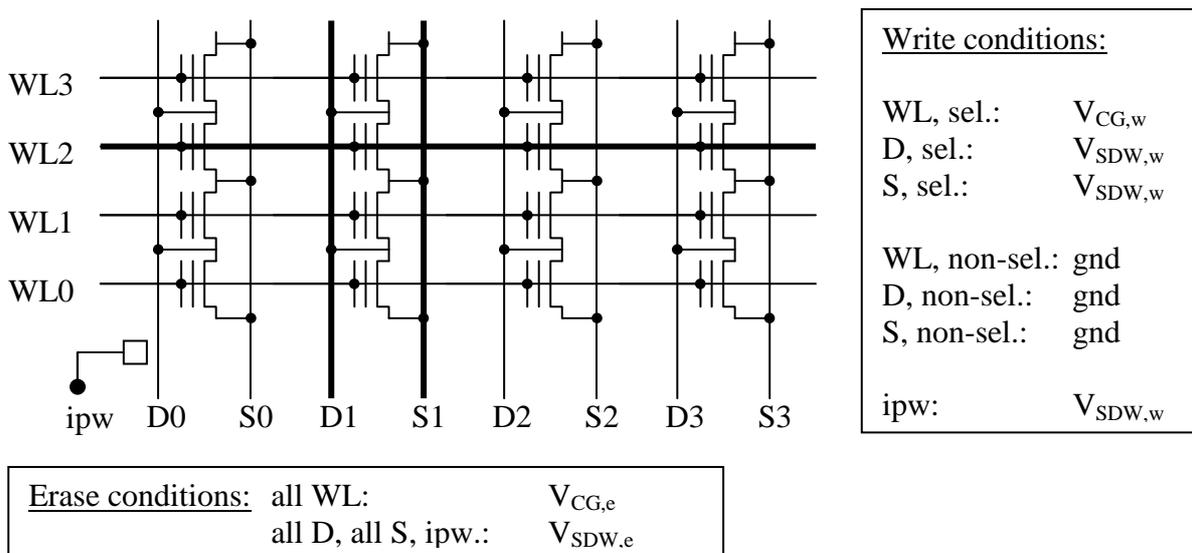 WL3
WL2
WL1
WL0
ipw D0 S0 D1 S1 D2 S2 D3 S3
Write conditions:
WL, sel.: V_CG,w
D, sel.: V_SDW,w
S, sel.: V_SDW,w
WL, non-sel.: gnd
D, non-sel.: gnd
S, non-sel.: gnd
ipw: V_SDW,w
Erase conditions: all WL: V_CG,e
all D, all S, ipw.: V_SDW,e